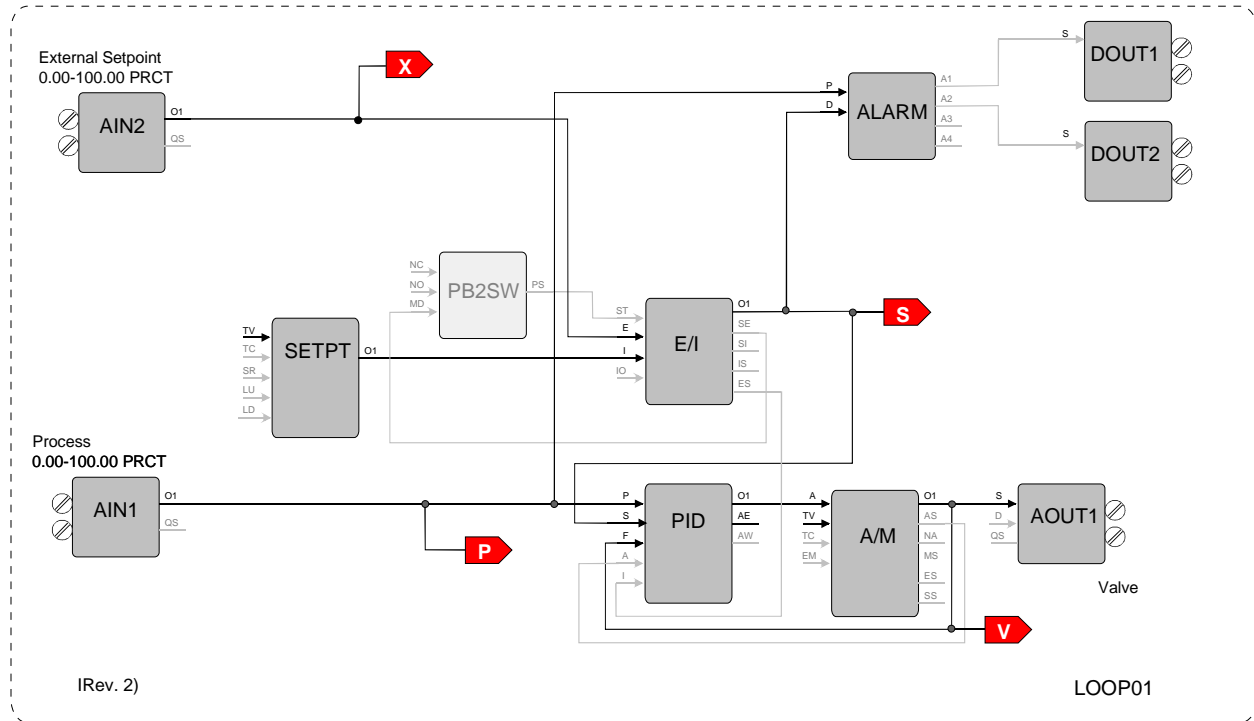 External Setpoint
0.00-100.00 PRCT
X
AIN2
O1
QS
P
D
ALARM
A1
A2
A3
A4
S
DOUT1
S
DOUT2
NC
NO
MD
PB2SW
PS
ST
E
I
IO
E/I
O1
SE
SI
IS
ES
S
TV
TC
SR
LU
LD
SETPT
O1
Process
0.00-100.00 PRCT
AIN1
O1
QS
P
P
S
F
A
I
PID
O1
AE
AW
A
TV
TC
EM
A/M
O1
AS
NA
MS
ES
SS
S
D
QS
AOUT1
Valve
V
IRev. 2)
LOOP01